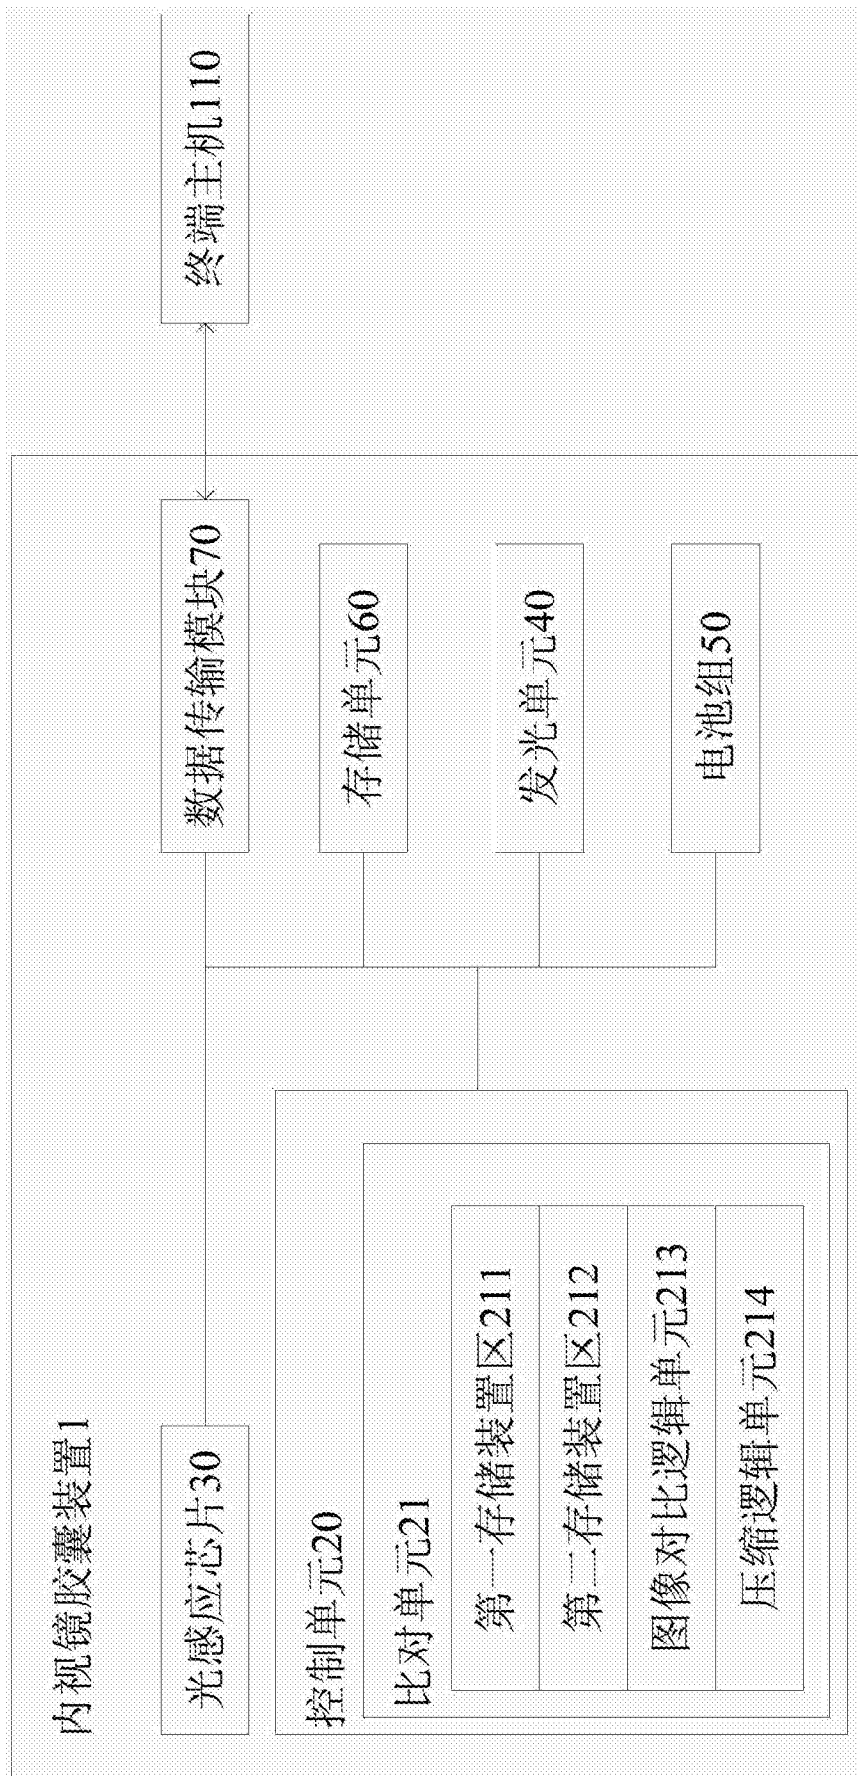 内视镜胶囊装置1
光感应芯片30
数据传输模块70
终端主机110
控制单元20
比对单元21
第一存储装置区211
第二存储装置区212
图像对比逻辑单元213
压缩逻辑单元214
存储单元60
发光单元40
电池组50